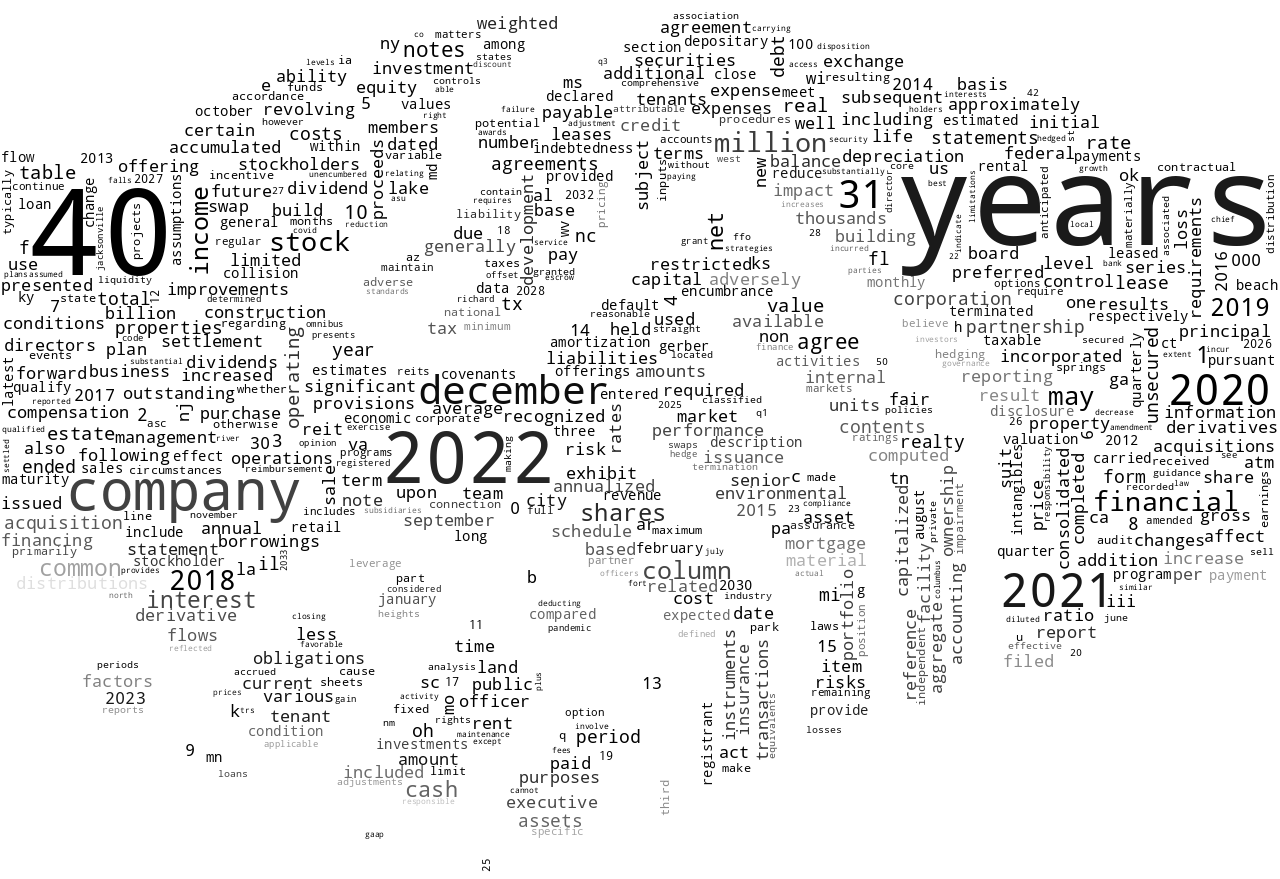 association
weighted
agreement carrying
co matters
ny notes among
section depositary debt 100 disposition
levels ia
states
investment discount
q3 securities access exchange
ability
e funds equity controls able
ms additional close wi resulting 2014 basis
comprehensive
accordance
october revolving 5 values right
declared tenants expense meet subsequent interests 42 approximately
failure payable attributable expenses real holders
certain however costs members potential awards adjustment credit procedures well including estimated initial
accumulated within dated number leases indebtedness accounts million security life statements hedged st rate
flow 2013 offering stockholders proceeds variable agreements terms without west new balance depreciation federal payments
table falls 2027 incentive unencumbered md contain provided subject inputs paying reduce substantially core us rental growing contractual
typically continue 40 change projects assumptions income future 27 dividend lake asu requires al 2032 pricing impact 31 director best years limitations anticipated ok
loan swap build 10 reduction liability development base increases thousands local materially associated loss chief distribution
general months covid due 18 wv net grant ffo strategies 28 building indicate
f jacksonville regular stock generally service nc incurred 22 board leased 2016 000
use limited az taxes pay restricted ks fl preferred level bank series requirements
plans assumed liquidity collision maintain offset granted escrow capital adversely parties monthly options control lease beach
presented improvements adverse standards data 2028 encumbrance require
ky state total 12 determined richard tx default 4 value corporation one results 2019
7 billion construction national reasonable used available terminated respectively
conditions properties regarding omnibus tax minimum 14 held straight believe h partnership principal
code settlement presents amortization gerber non agree investors taxable secured quarterly unsecured ct 2026
directors plan operating year liabilities located finance hedging incorporated extent 1 incur
latest events substantial dividends estimates reits offerings amounts activities 50 governance springs pursuant
forward business increased significant december covenants entered required internal reporting ga 2020
qualify 2017 outstanding whether provisions average 2025 classified markets result may
reported nj economic corporate recognized q1 units fair disclosure decrease information
compensation 2 asc purchase exercise rates market policies 26 property 6 amendment derivatives
qualified otherwise reit 2022 making three performance contents valuation 2012
estate management river 30 3 opinion va risk swaps description ratings realty suit acquisitions
settled also following effect operations programs registered hedge issuance computed intangibles carried received see atm
ended sales circumstances reimbursement sale term exhibit termination responsibility form guidance share
maturity company annualized senior c made tn recorded law earnings
issued includes note upon team city revenue environmental capitalized ownership price consolidated completed financial
november subsidiaries connection 0 full shares 2015 23 compliance asset august private impairment ca 8 amended gross
acquisition line annual retail september ar maximum pa assurance
financing include borrowings long schedule audit changes affect
primarily statement based february july mortgage quarter sell
stockholder il 2033 leverage partner material addition increase
common provides la column officers actual facility columbus accounting program per payment
distributions 2018 part b fort related 2030 2021
north interest considered cost industry mi g portfolio similar iii
derivative january deducting expected date reference aggregate diluted ratio june
closing heights compared park laws position
flows less 11 pandemic defined independent u report
reflected favorable time 15 effective 20
obligations item filed
periods accrued cause analysis land instruments insurance transactions
factors current sheets sc 17 public plus 13 risks
2023 prices various gain activity mo officer remaining
reports k trs tenant fixed option registrant provide
nm rights rent involve
condition oh maintenance q period equivalents losses
9 applicable investments except fees 19
mn amount paid act
loans included limit purposes make
adjustments cash cannot third
responsible executive
assets
gaap specific
25